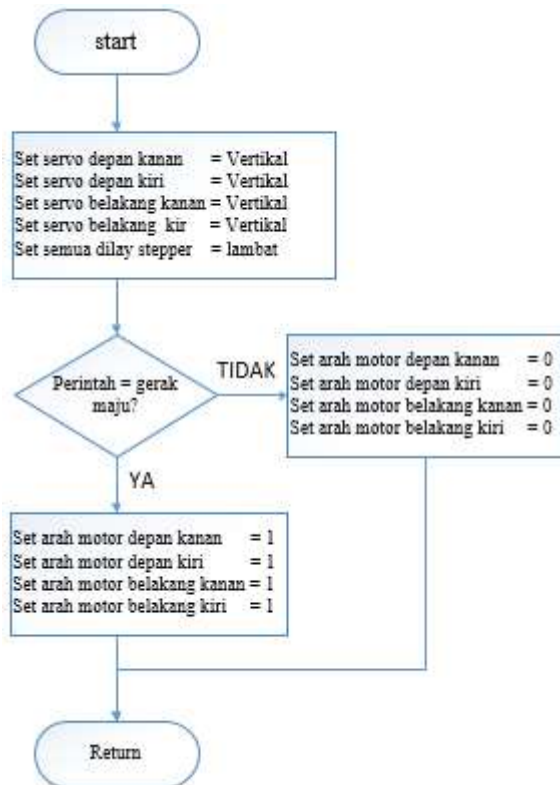 start
Set servo depan kanan = Vertikal
Set servo depan kiri = Vertikal
Set servo belakang kanan = Vertikal
Set servo belakang kir = Vertikal
Set semua dilay stepper = lambat
Perintah = gerak
maju?
TIDAK
Set arah motor depan kanan = 0
Set arah motor depan kiri = 0
Set arah motor belakang kanan = 0
Set arah motor belakang kiri = 0
YA
Set arah motor depan kanan = 1
Set arah motor depan kiri = 1
Set arah motor belakang kanan = 1
Set arah motor belakang kiri = 1
Return